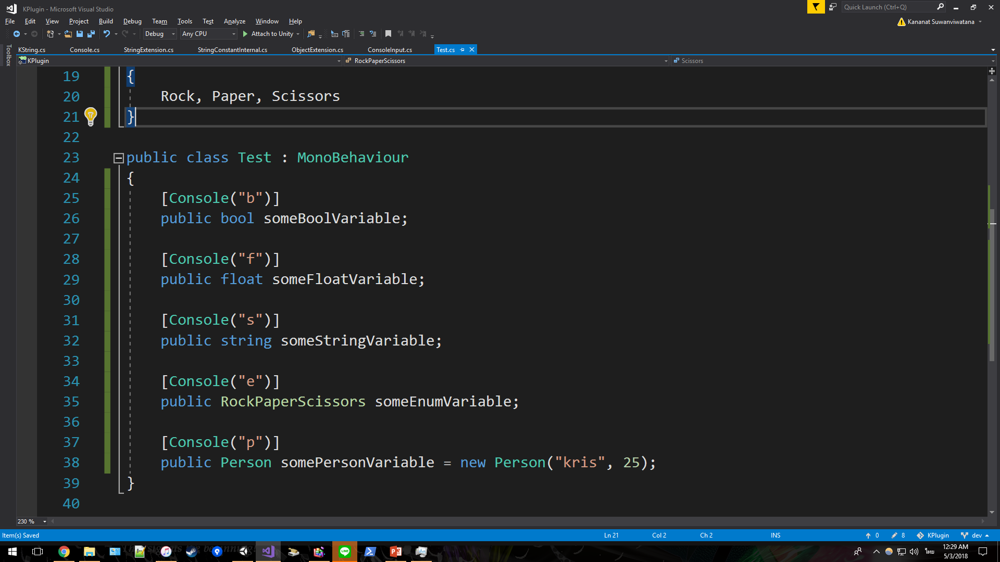 KPlugin - Microsoft Visual Studio
Quick Launch (Ctrl+Q)
File Edit View Project Build Debug Team Tools Test Analyze Window Help
Kananat Suwanviwatana
Debug Any CPU Attach to Unity
Toolbox
KString.cs Console.cs StringExtension.cs StringConstantInternal.cs ObjectExtension.cs ConsoleInput.cs Test.cs
KPlugin RockPaperScissors Scissors
19 {
20 Rock, Paper, Scissors
21 }
22
23 public class Test : MonoBehaviour
24 {
25 [Console("b")]
26 public bool someBoolVariable;
27
28 [Console("f")]
29 public float someFloatVariable;
30
31 [Console("s")]
32 public string someStringVariable;
33
34 [Console("e")]
35 public RockPaperScissors someEnumVariable;
36
37 [Console("p")]
38 public Person somePersonVariable = new Person("kris", 25);
39 }
40
230 %
Item(s) Saved Ln 21 Col 2 Ch 2 INS 0 8 KPlugin dev
LINE ไทย 12:29 AM
5/3/2018